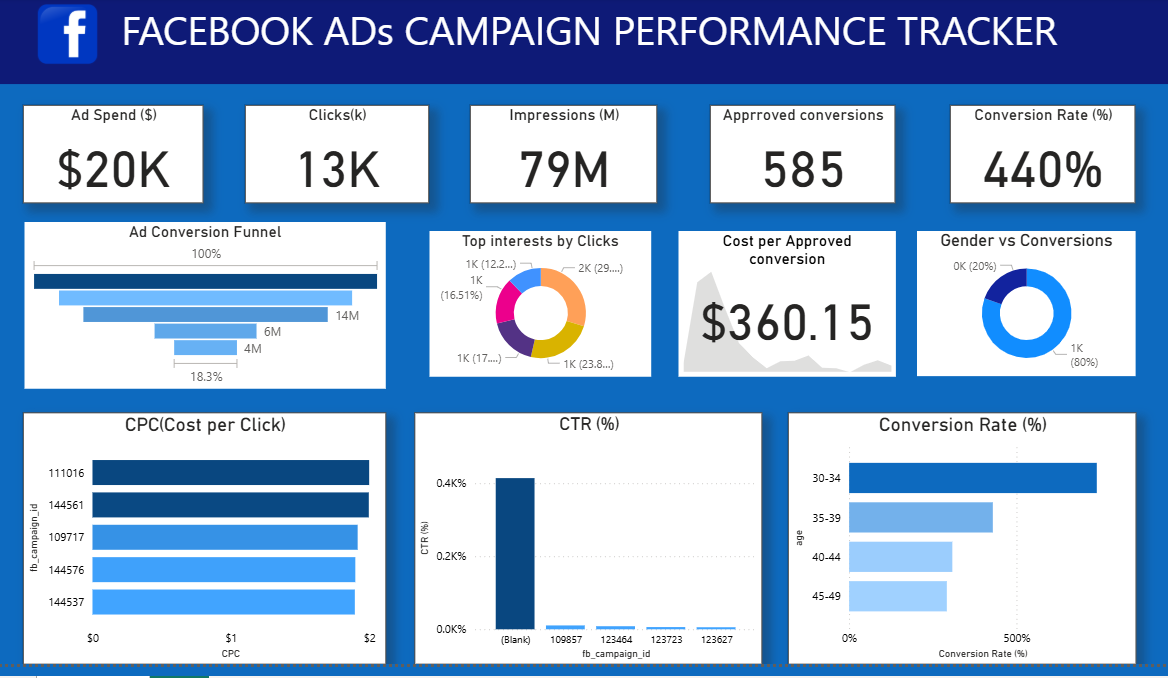 f
FACEBOOK ADs CAMPAIGN PERFORMANCE TRACKER
Ad Spend ($)
$20K
Clicks(k)
13K
Impressions (M)
79M
Apprroved conversions
585
Conversion Rate (%)
440%
Ad Conversion Funnel
100%
14M
6M
4M
18.3%
Top interests by Clicks
1K (12.2...)
2K (29....)
1K
(16.51%)
1K (17....)
1K (23.8...)
Cost per Approved
conversion
$360.15
Gender vs Conversions
0K (20%)
1K
(80%)
CPC(Cost per Click)
fb_campaign_id
111016
144561
109717
144576
144537
$0 $1 $2
CPC
CTR (%)
CTR (%)
0.4K%
0.2K%
0.0K%
(Blank) 109857 123464 123723 123627
fb_campaign_id
Conversion Rate (%)
age
30-34
35-39
40-44
45-49
0% 500%
Conversion Rate (%)